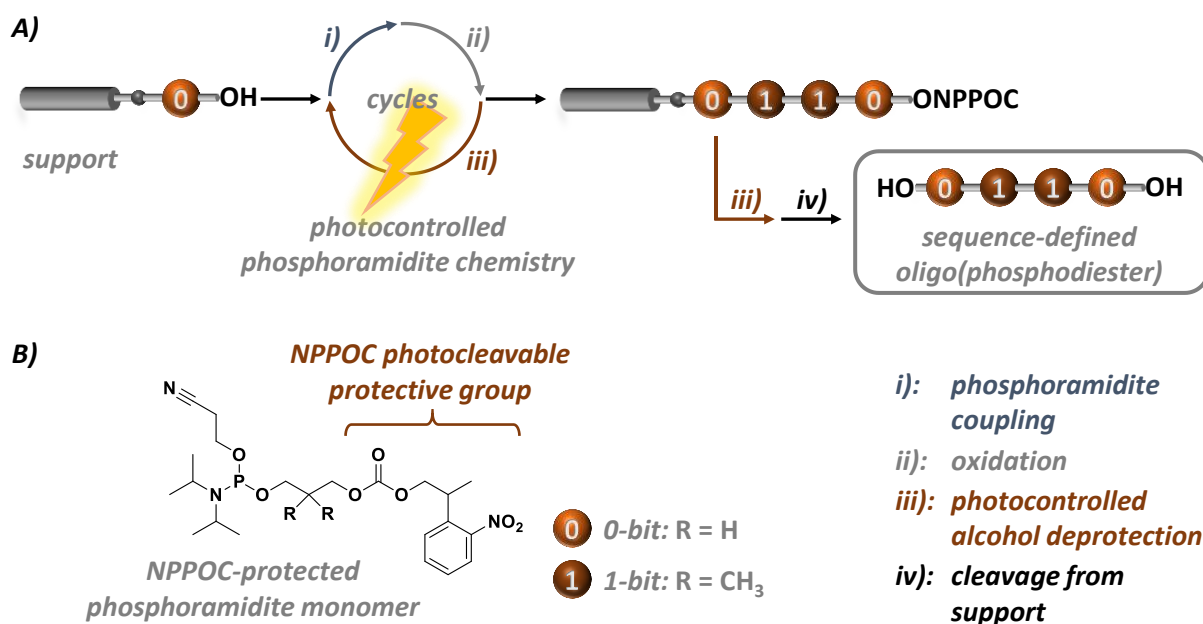 A)
i)
ii)
0 OH
cycles
0 1 1 0 ONPPOC
support
iii)
iii)
iv)
HO 0 1 1 0 OH
photocontrolled
phosphoramidite chemistry
sequence-defined
oligo(phosphodiester)
B)
NPPOC photocleavable
protective group
N
O
O
N P O
O O
R R
NO₂
NPPOC-protected
phosphoramidite monomer
0 0-bit: R = H
1 1-bit: R = CH₃
i): phosphoramidite
coupling
ii): oxidation
iii): photocontrolled
alcohol deprotection
iv): cleavage from
support